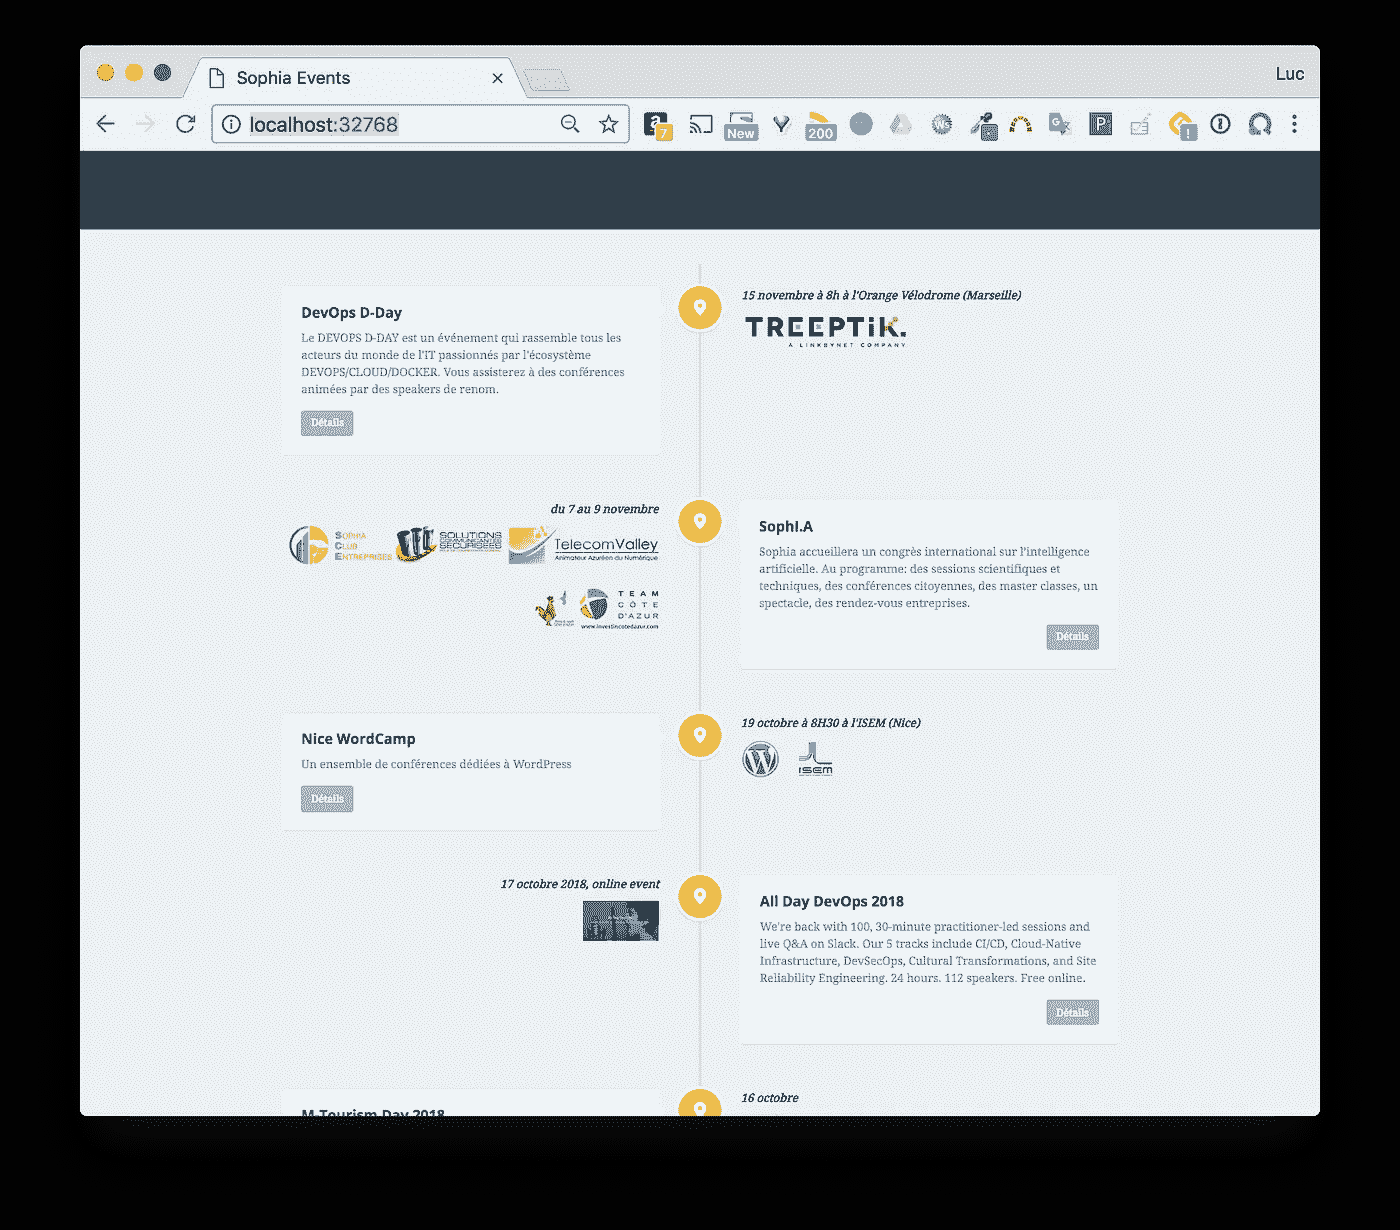 Sophia Events
Luc
localhost:32768
a 7
New
200
P
DevOps D-Day
Le DEVOPS D-DAY est un événement qui rassemble tous les
acteurs du monde de l'IT passionnés par l'écosystème
DEVOPS/CLOUD/DOCKER. Vous assisterez à des conférences
animées par des speakers de renom.
Détails
15 novembre à 8h à l'Orange Vélodrome (Marseille)
TREEPTiK.
A LINKBYNET COMPANY
du 7 au 9 novembre
SOPHIA
CLUB
ENTREPRISES
SOLUTIONS
COMMUNICANTES
SECURISEES
TelecomValley
Animateur Azuréen du Numérique
TEAM
CÔTE
D'AZUR
www.investincotedazur.com
SophI.A
Sophia accueillera un congrès international sur l'intelligence
artificielle. Au programme: des sessions scientifiques et
techniques, des conférences citoyennes, des master classes, un
spectacle, des rendez-vous entreprises.
Détails
Nice WordCamp
Un ensemble de conférences dédiées à WordPress
Détails
19 octobre à 8H30 à l'ISEM (Nice)
ISEM
17 octobre 2018, online event
All Day DevOps 2018
We're back with 100, 30-minute practitioner-led sessions and
live Q&A on Slack. Our 5 tracks include CI/CD, Cloud-Native
Infrastructure, DevSecOps, Cultural Transformations, and Site
Reliability Engineering. 24 hours. 112 speakers. Free online.
Détails
M-Tourism Day 2018
16 octobre